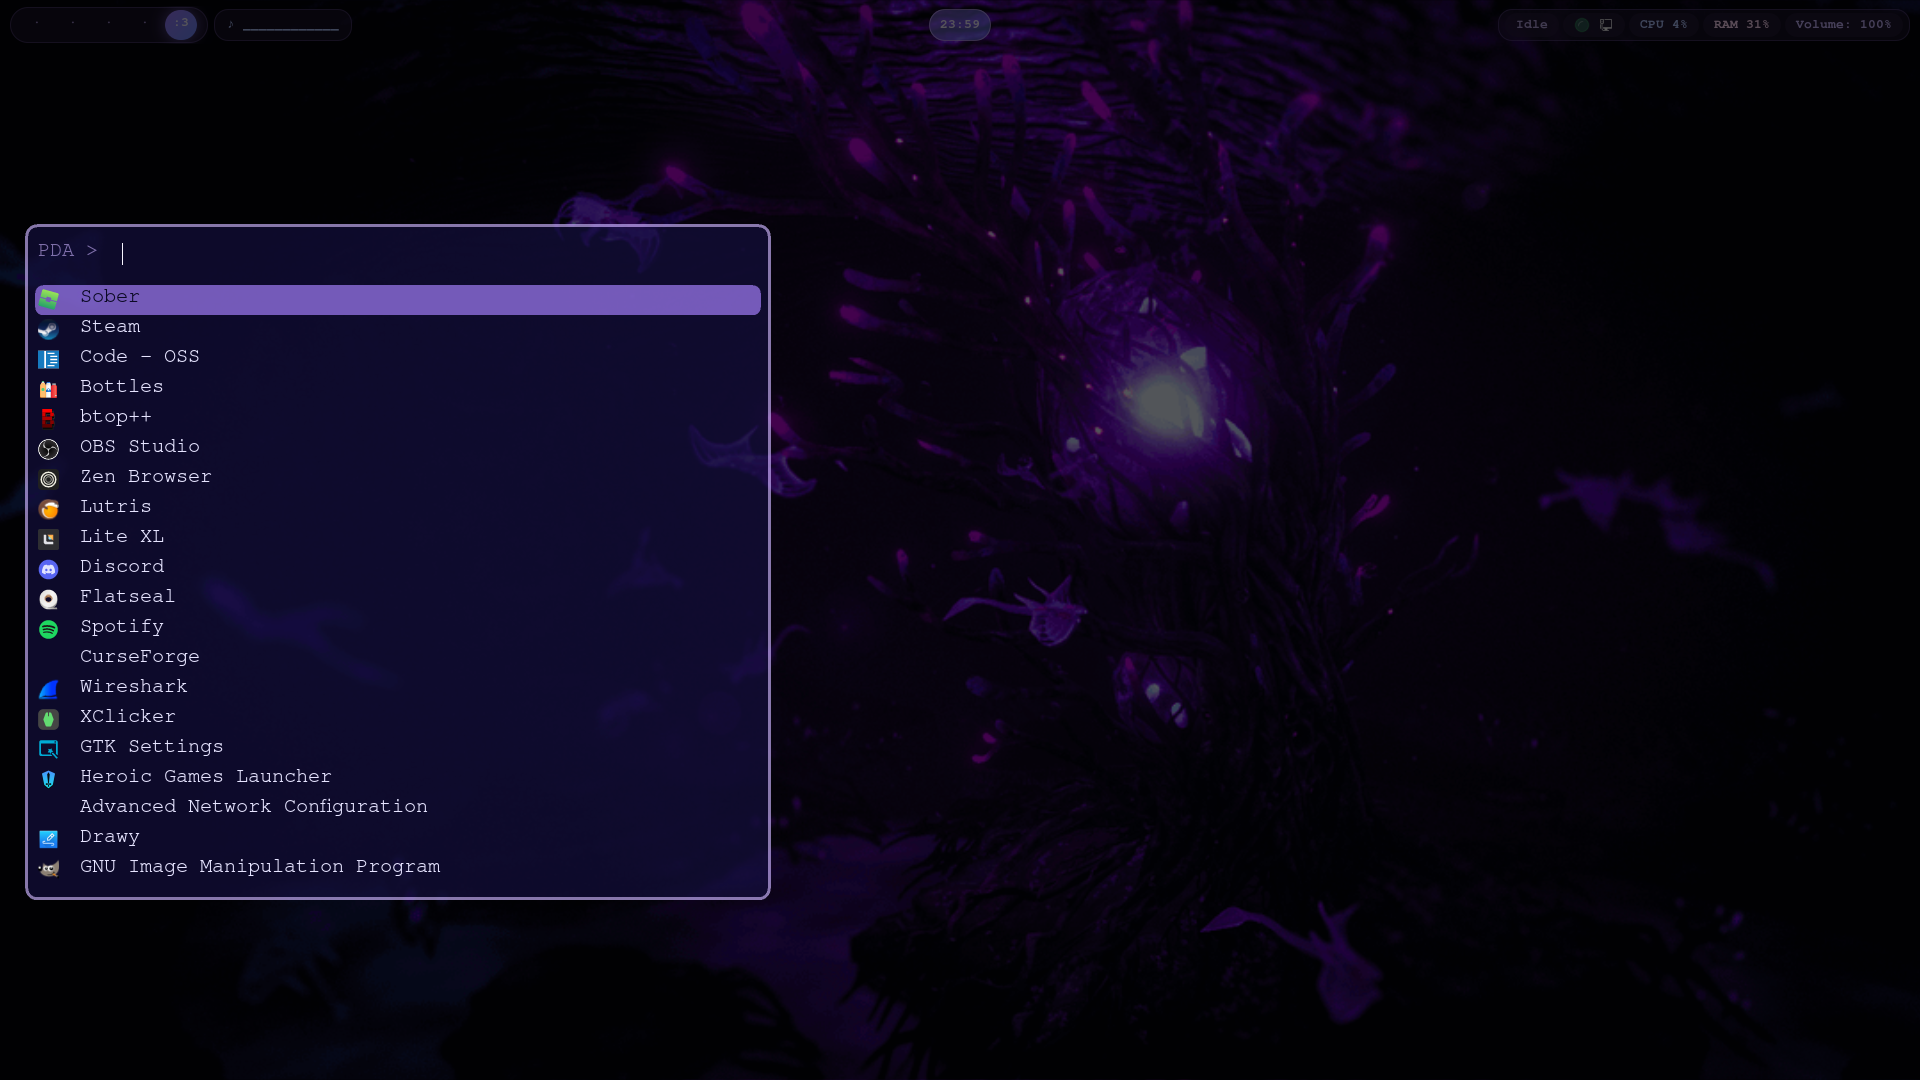 :3
♪ ____________
23:59
Idle
CPU 4%
RAM 31%
Volume: 100%
PDA >
Sober
Steam
Code - OSS
Bottles
btop++
OBS Studio
Zen Browser
Lutris
Lite XL
Discord
Flatseal
Spotify
CurseForge
Wireshark
XClicker
GTK Settings
Heroic Games Launcher
Advanced Network Configuration
Drawy
GNU Image Manipulation Program